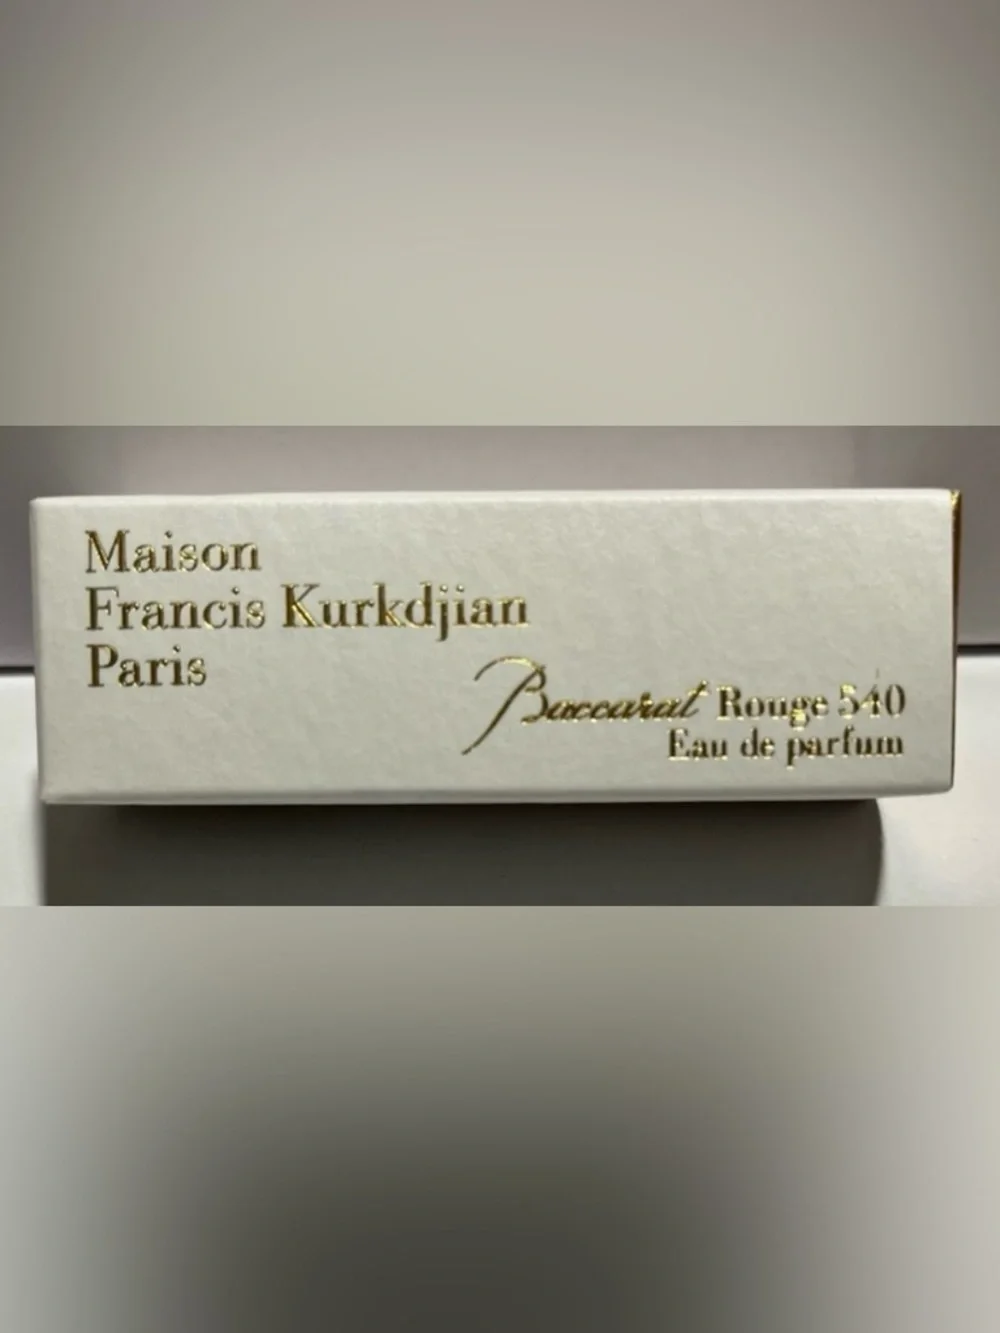 Maison
Francis Kurkdjian
Paris
Baccarat Rouge 540
Eau de parfum